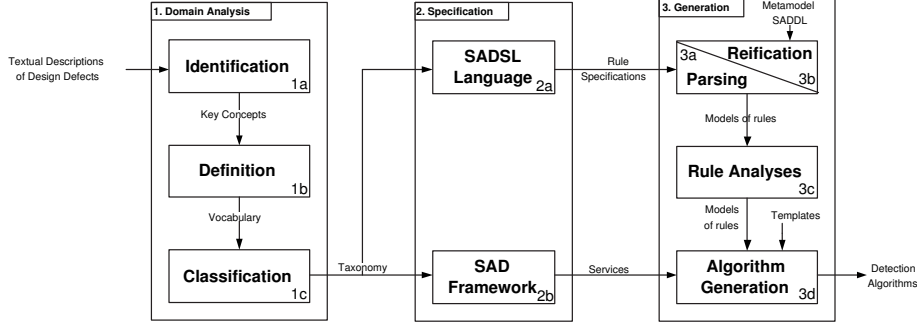 1. Domain Analysis
2. Specification
3. Generation
Metamodel
SADDL
Textual Descriptions
of Design Defects
Identification
1a
SADSL
Language
2a
Rule
Specifications
3a
Reification
Parsing
3b
Key Concepts
Models of rules
Definition
1b
Rule Analyses
3c
Vocabulary
Models
of rules
Templates
Classification
1c
Taxonomy
SAD
Framework
2b
Services
Algorithm
Generation
3d
Detection
Algorithms